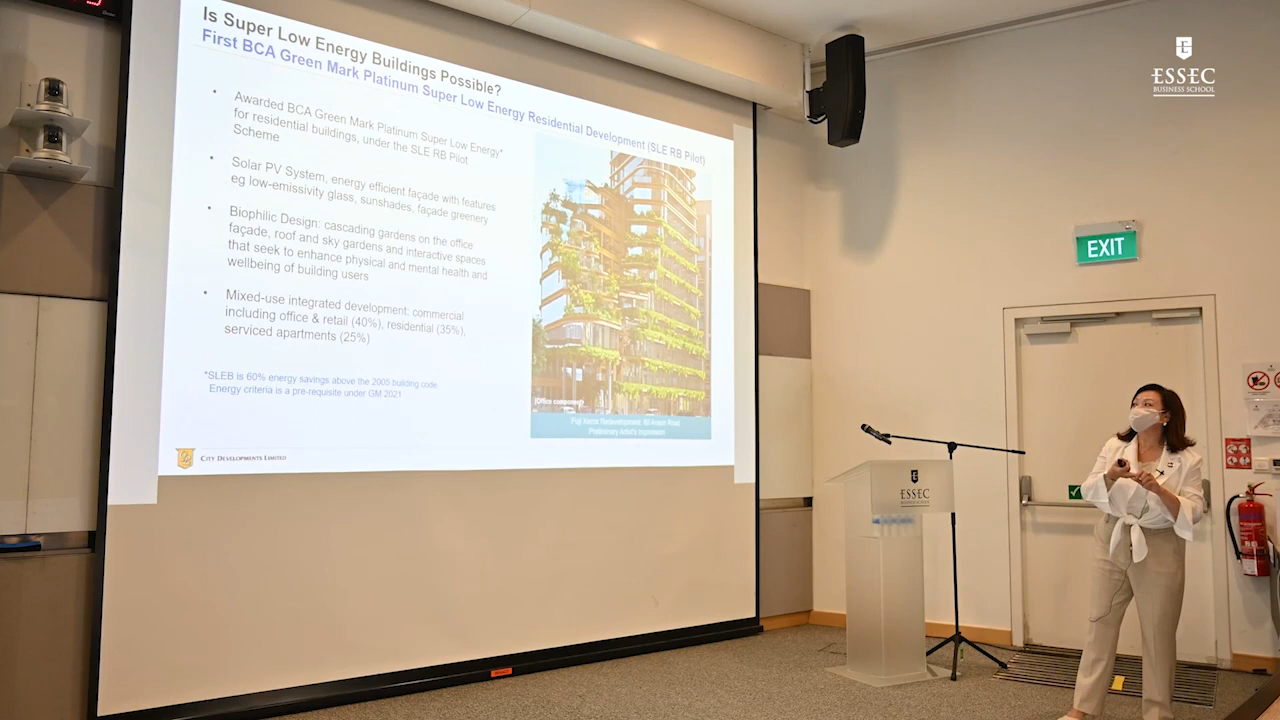 Is Super Low Energy Buildings Possible?
First BCA Green Mark Platinum Super Low Energy Residential Development (SLE RB Pilot)
• Awarded BCA Green Mark Platinum Super Low Energy*
for residential buildings, under the SLE RB Pilot
Scheme
• Solar PV System, energy efficient façade with features
eg low-emissivity glass, sunshades, façade greenery
• Biophilic Design: cascading gardens on the office
façade, roof and sky gardens and interactive spaces
that seek to enhance physical and mental health and
wellbeing of building users
• Mixed-use integrated development: commercial
including office & retail (40%), residential (35%),
serviced apartments (25%)
*SLEB is 60% energy savings above the 2005 building code
Energy criteria is a pre-requisite under GM 2021
[Office component]
Fuji Xerox Redevelopment, 80 Anson Road
Preliminary Artist's Impression
CITY DEVELOPMENTS LIMITED
ESSEC
BUSINESS SCHOOL
EXIT
ESSEC
BUSINESS SCHOOL